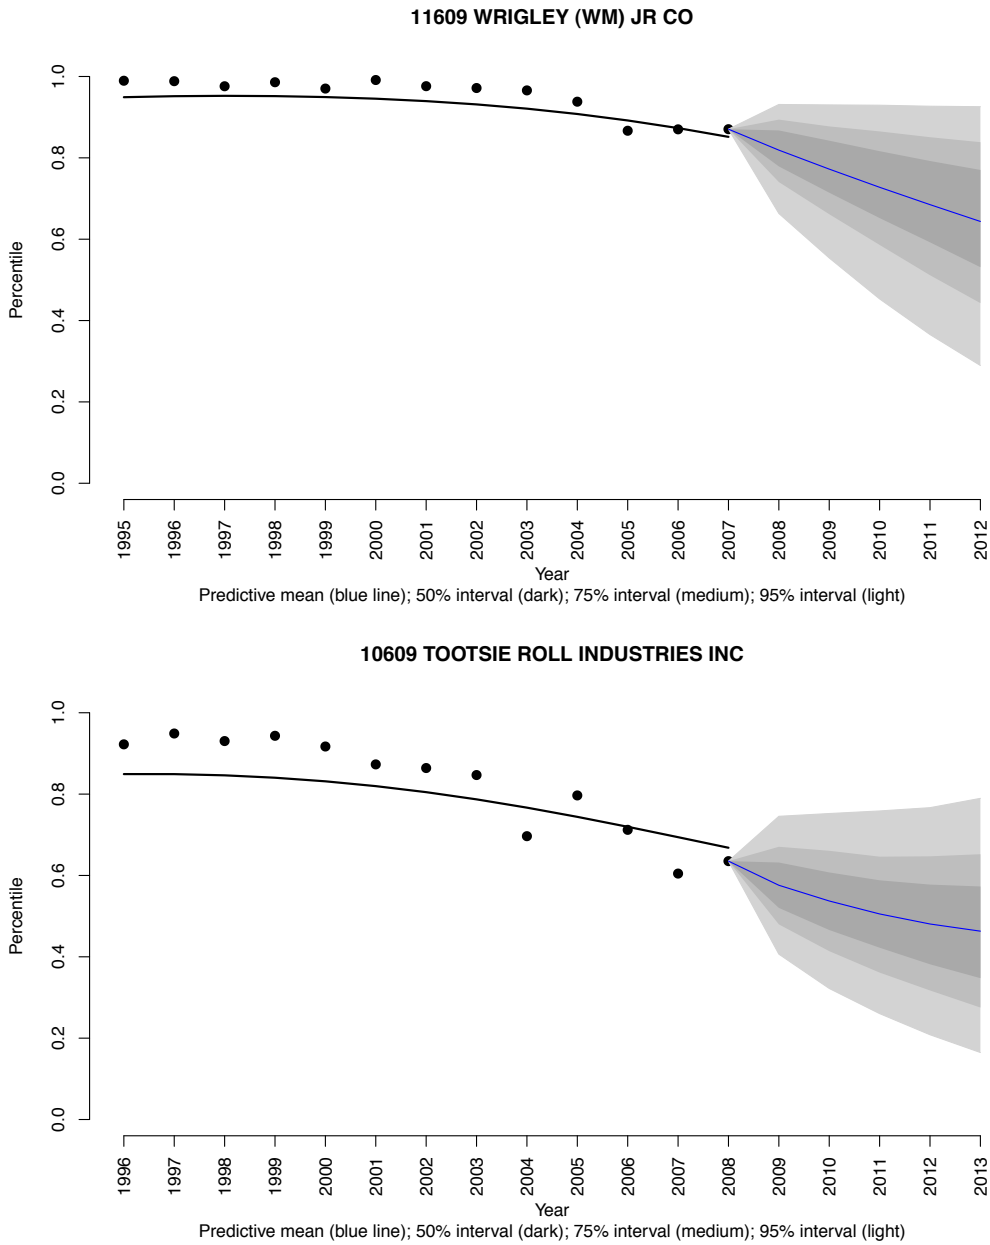 11609 WRIGLEY (WM) JR CO
Percentile
1.0
0.8
0.6
0.4
0.2
0.0
1995 1996 1997 1998 1999 2000 2001 2002 2003 2004 2005 2006 2007 2008 2009 2010 2011 2012
Year
Predictive mean (blue line); 50% interval (dark); 75% interval (medium); 95% interval (light)
10609 TOOTSIE ROLL INDUSTRIES INC
Percentile
1.0
0.8
0.6
0.4
0.2
0.0
1996 1997 1998 1999 2000 2001 2002 2003 2004 2005 2006 2007 2008 2009 2010 2011 2012 2013
Year
Predictive mean (blue line); 50% interval (dark); 75% interval (medium); 95% interval (light)